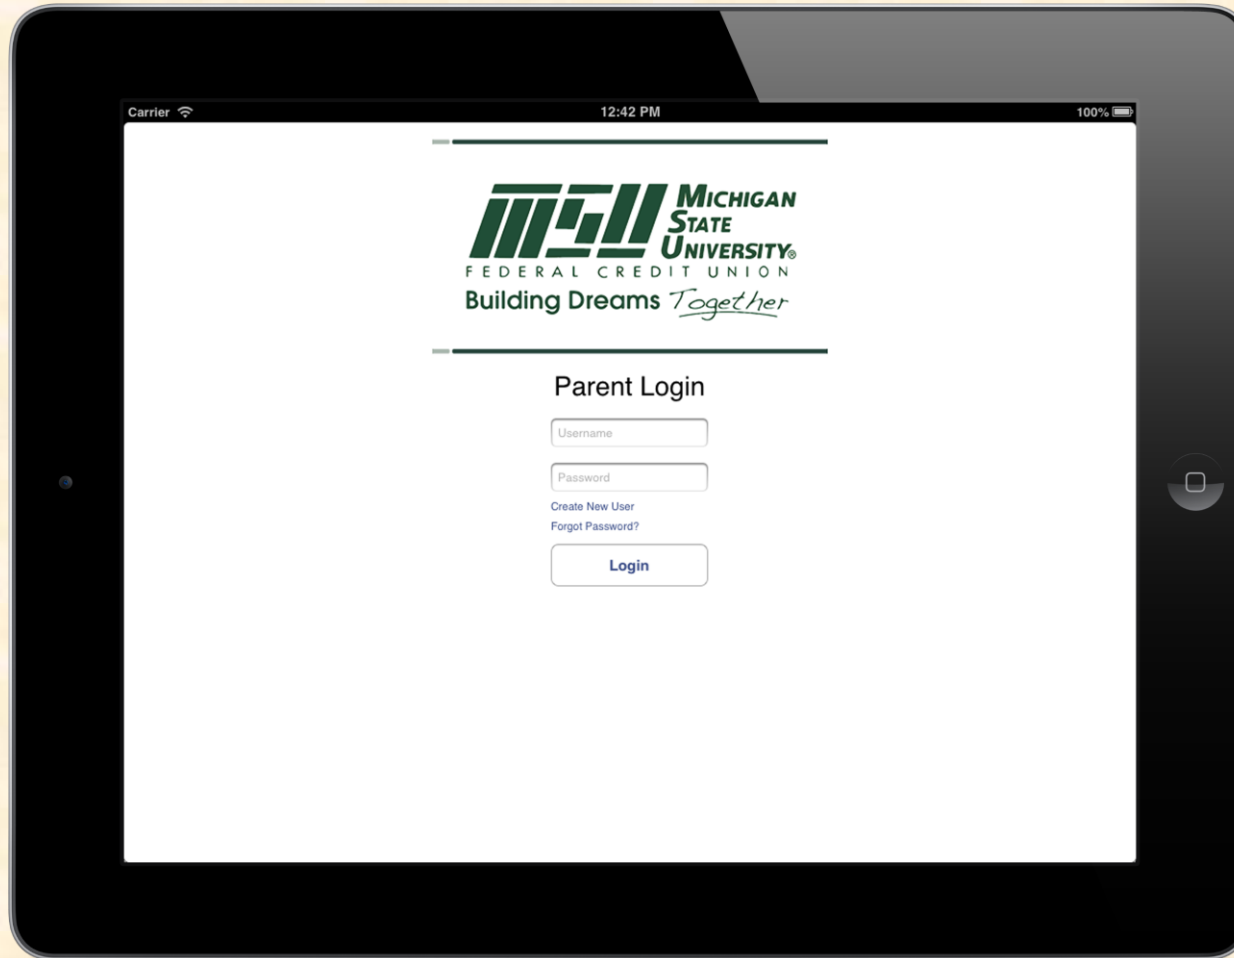 Carrier 12:42 PM 100%
MSU MICHIGAN
STATE
UNIVERSITY®
FEDERAL CREDIT UNION
Building Dreams Together
Parent Login
Username
Password
Create New User
Forgot Password?
Login